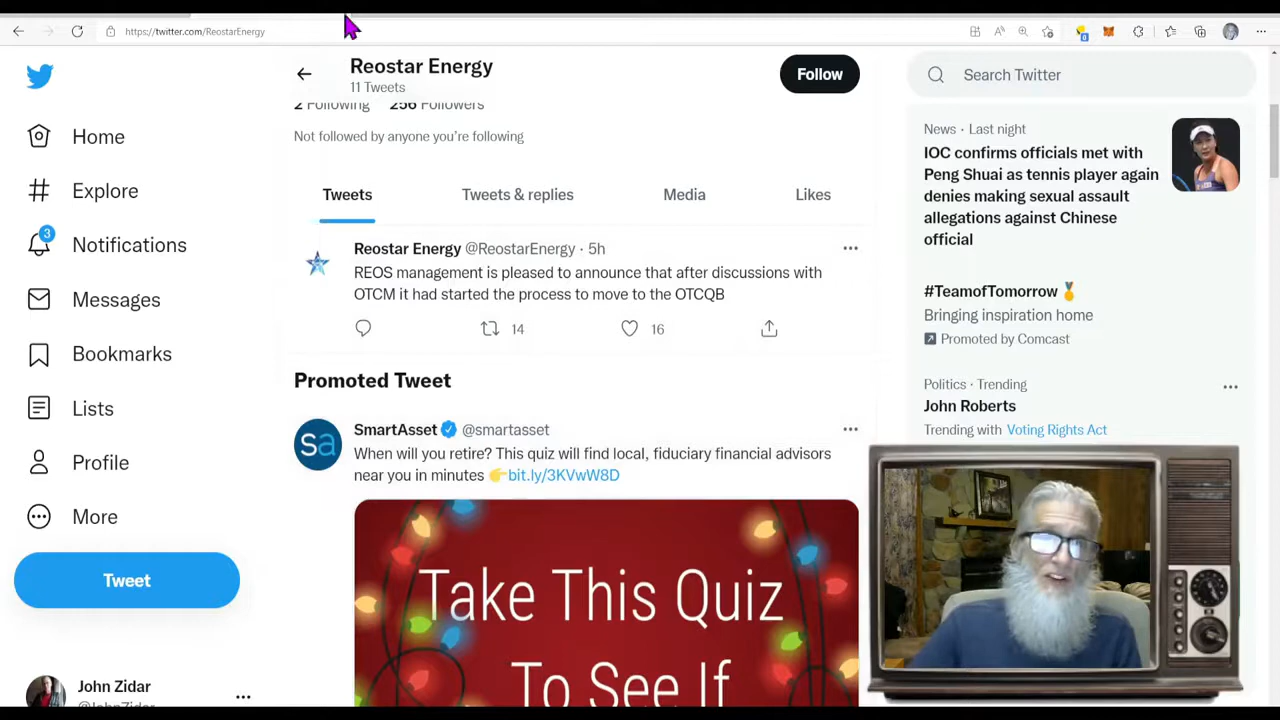 https://twitter.com/ReostarEnergy
Reostar Energy
11 Tweets
Follow
2 Following 256 Followers
Not followed by anyone you're following
Tweets
Tweets & replies
Media
Likes
Reostar Energy @ReostarEnergy · 5h
REOS management is pleased to announce that after discussions with
OTCM it had started the process to move to the OTCQB
14
16
Promoted Tweet
SmartAsset @smartasset
When will you retire? This quiz will find local, fiduciary financial advisors
near you in minutes 👉bit.ly/3KVwW8D
Take This Quiz
To See If
Home
Explore
3
Notifications
Messages
Bookmarks
Lists
Profile
More
Tweet
John Zidar
@JohnZidar
Search Twitter
News · Last night
IOC confirms officials met with
Peng Shuai as tennis player again
denies making sexual assault
allegations against Chinese
official
#TeamofTomorrow 🏅
Bringing inspiration home
Promoted by Comcast
Politics · Trending
John Roberts
Trending with Voting Rights Act
sa